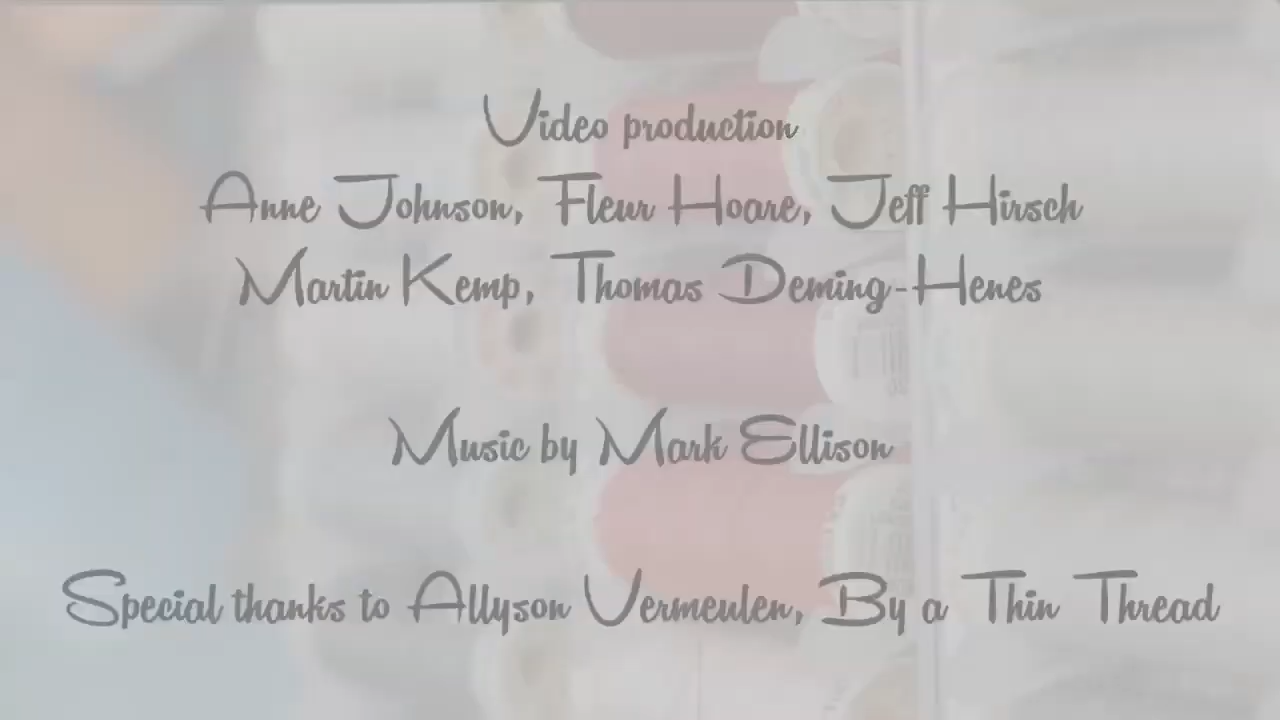 Video production
Anne Johnson, Fleur Hoare, Jeff Hirsch
Martin Kemp, Thomas Deming-Henes
Music by Mark Ellison
Special thanks to Allyson Vermeulen, By a Thin Thread